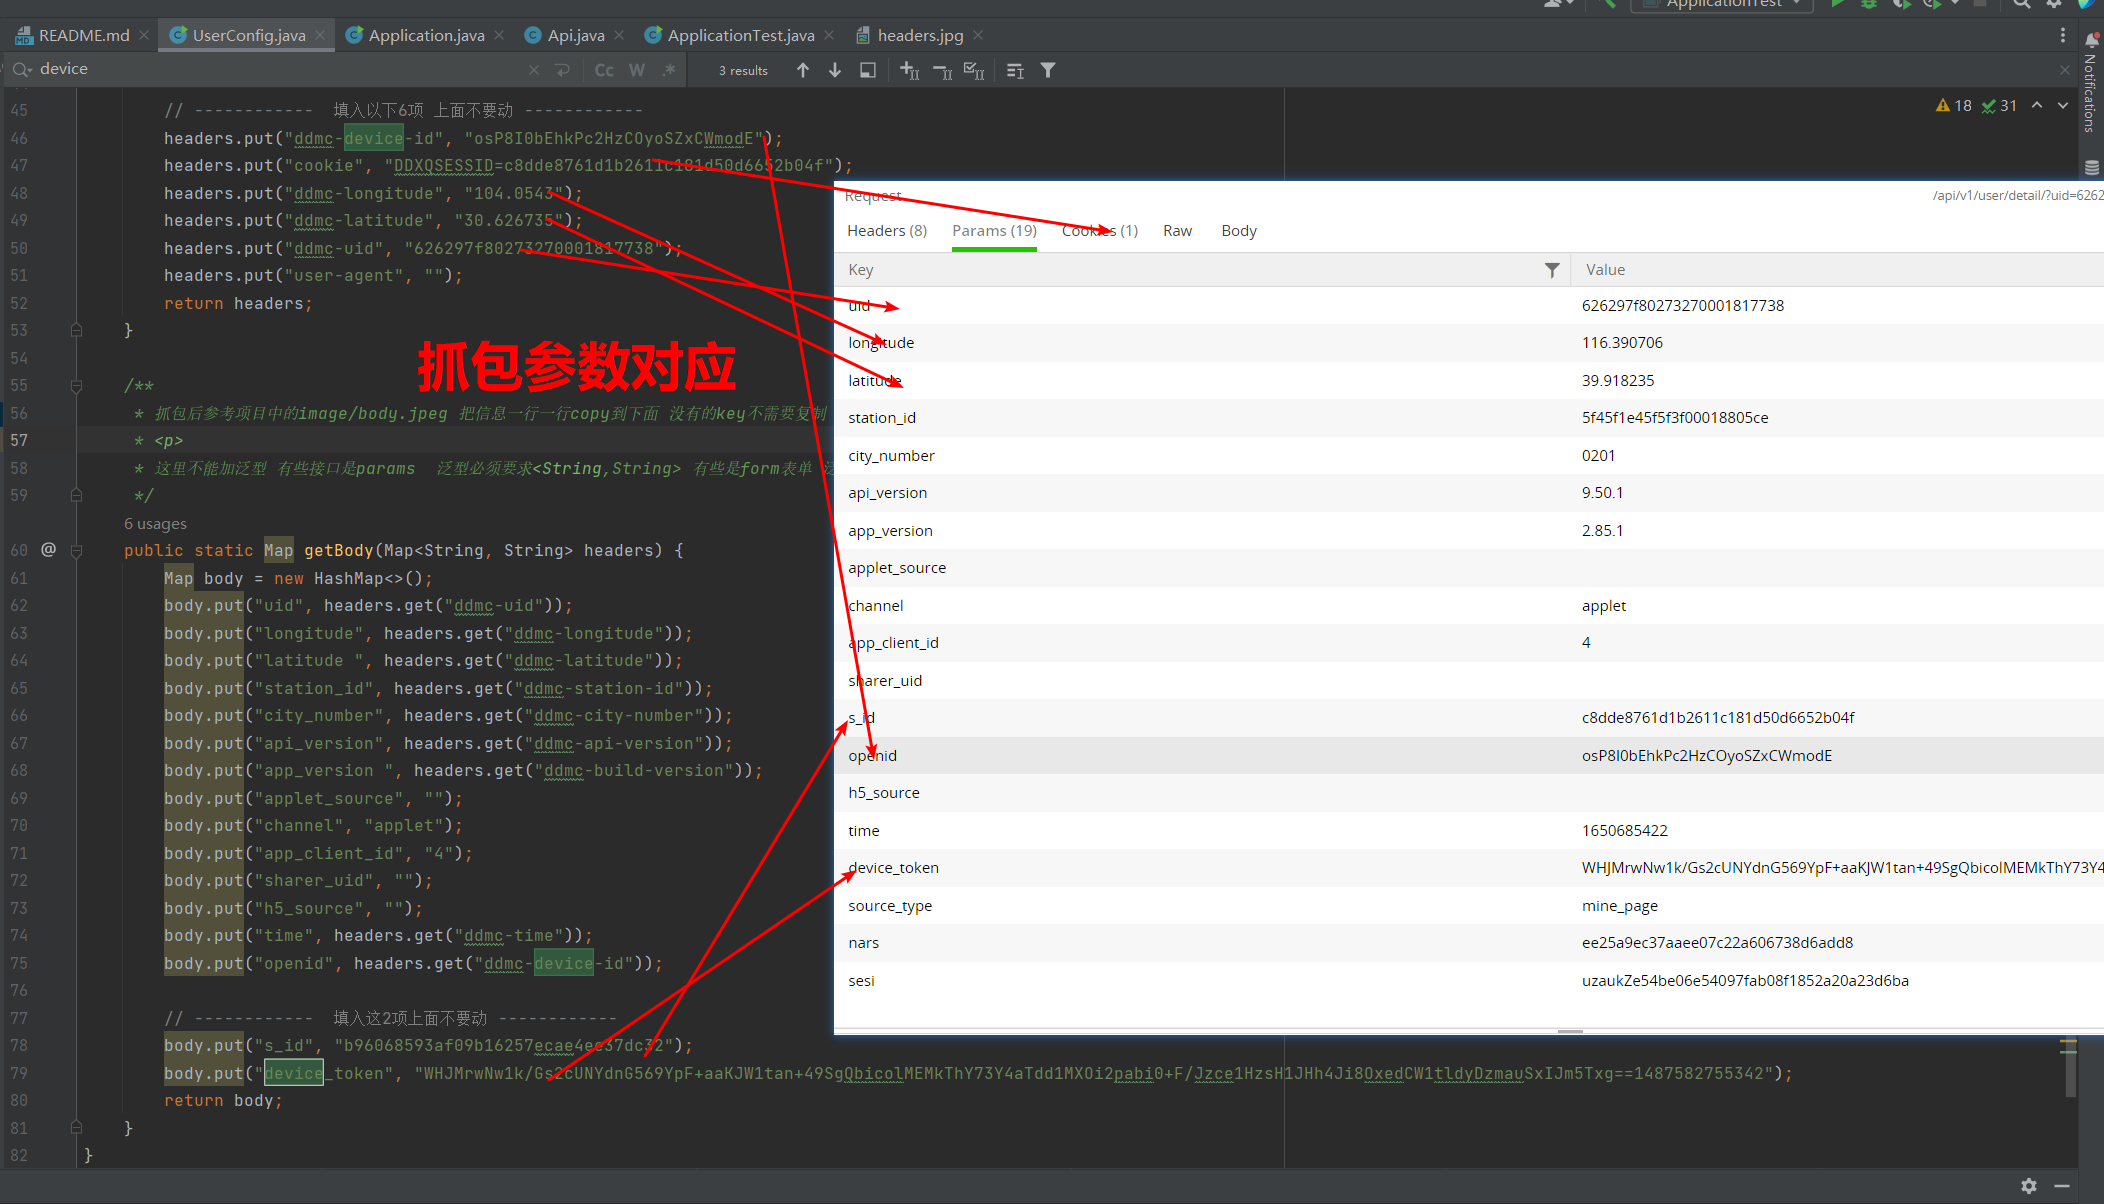 ApplicationTest
README.md
UserConfig.java
Application.java
Api.java
ApplicationTest.java
headers.jpg
device
Cc W .*
3 results
Notifications
18 31
45 // ------------ 填入以下6项 上面不要动 ------------
46 headers.put("ddmc-device-id", "osP8I0bEhkPc2HzCOyoSZxCWmodE");
47 headers.put("cookie", "DDXQSESSID=c8dde8761d1b2611c181d50d6652b04f");
48 headers.put("ddmc-longitude", "104.0543");
49 headers.put("ddmc-latitude", "30.626735");
50 headers.put("ddmc-uid", "626297f80273270001817738");
51 headers.put("user-agent", "");
52 return headers;
53 }
54
抓包参数对应
55 /**
56 * 抓包后参考项目中的image/body.jpeg 把信息一行一行copy到下面 没有的key不需要复制
57 * <p>
58 * 这里不能加泛型 有些接口是params 泛型必须要求<String,String> 有些是form表单
59 */
6 usages
60 @ public static Map getBody(Map<String, String> headers) {
61 Map body = new HashMap<>();
62 body.put("uid", headers.get("ddmc-uid"));
63 body.put("longitude", headers.get("ddmc-longitude"));
64 body.put("latitude ", headers.get("ddmc-latitude"));
65 body.put("station_id", headers.get("ddmc-station-id"));
66 body.put("city_number", headers.get("ddmc-city-number"));
67 body.put("api_version", headers.get("ddmc-api-version"));
68 body.put("app_version ", headers.get("ddmc-build-version"));
69 body.put("applet_source", "");
70 body.put("channel", "applet");
71 body.put("app_client_id", "4");
72 body.put("sharer_uid", "");
73 body.put("h5_source", "");
74 body.put("time", headers.get("ddmc-time"));
75 body.put("openid", headers.get("ddmc-device-id"));
76
77 // ------------ 填入这2项上面不要动 ------------
78 body.put("s_id", "b96068593af09b16257ecae4ec37dc32");
79 body.put("device_token", "WHJMrwNw1k/Gs2cUNYdnG569YpF+aaKJW1tan+49SgQbicolMEMkThY73Y4aTdd1MXOi2pabi0+F/Jzce1HzsH1JHh4Ji8OxedCW1tldyDzmauSxIJm5Txg==1487582755342");
80 return body;
81 }
82 }
Request
/api/v1/user/detail/?uid=6262
Headers (8) Params (19) Cookies (1) Raw Body
Key Value
uid 626297f80273270001817738
longitude 116.390706
latitude 39.918235
station_id 5f45f1e45f5f3f00018805ce
city_number 0201
api_version 9.50.1
app_version 2.85.1
applet_source
channel applet
app_client_id 4
sharer_uid
s_id c8dde8761d1b2611c181d50d6652b04f
openid osP8I0bEhkPc2HzCOyoSZxCWmodE
h5_source
time 1650685422
device_token WHJMrwNw1k/Gs2cUNYdnG569YpF+aaKJW1tan+49SgQbicolMEMkThY73Y4
source_type mine_page
nars ee25a9ec37aaee07c22a606738d6add8
sesi uzaukZe54be06e54097fab08f1852a20a23d6ba